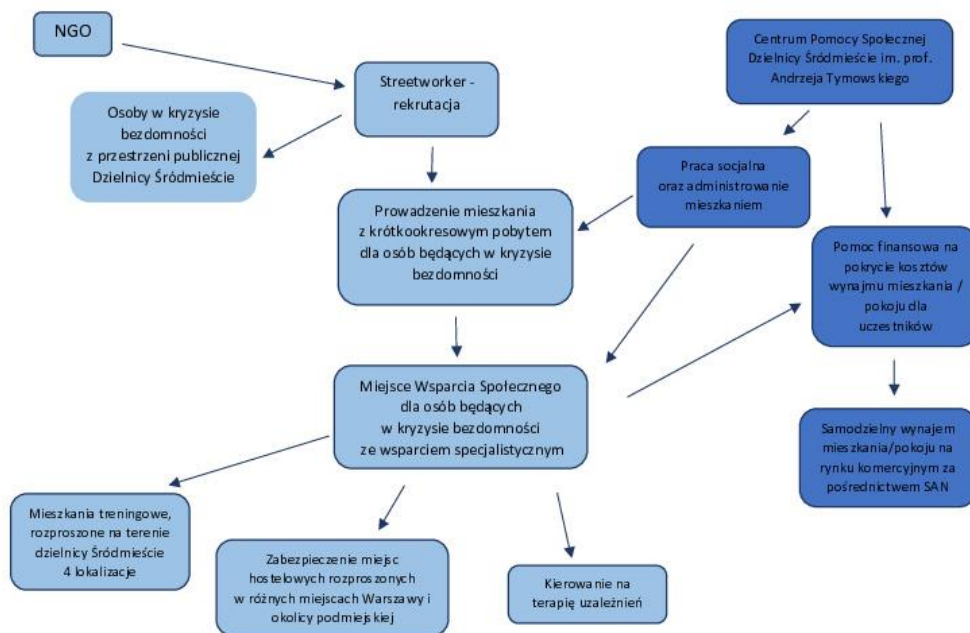 NGO
Centrum Pomocy Społecznej
Dzielnicy Śródmieście im. prof.
Andrzeja Tymowskiego
Streetworker -
rekrutacja
Osoby w kryzysie
bezdomności
z przestrzeni publicznej
Dzielnicy Śródmieście
Praca socjalna
oraz administrowanie
mieszkaniem
Prowadzenie mieszkania
z krótkookresowym pobytem
dla osób będących w kryzysie
bezdomności
Pomoc finansowa na
pokrycie kosztów
wynajmu mieszkania /
pokoju dla
uczestników
Miejsce Wsparcia Społecznego
dla osób będących
w kryzysie bezdomności
ze wsparciem specjalistycznym
Samodzielny wynajem
mieszkania/pokoju na
rynku komercyjnym za
pośrednictwem SAN
Mieszkania treningowe,
rozproszone na terenie
dzielnicy Śródmieście
4 lokalizacje
Zabezpieczenie miejsc
hostelowych rozproszonych
w różnych miejscach Warszawy i
okolicy podmiejskiej
Kierowanie na
terapię uzależnień